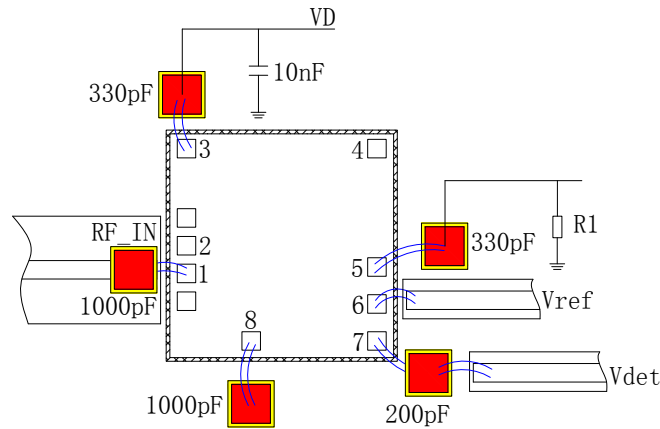 VD
10nF
330pF
3
4
RF_IN
2
1
1000pF
5
330pF
R1
6
Vref
8
7
1000pF
200pF
Vdet